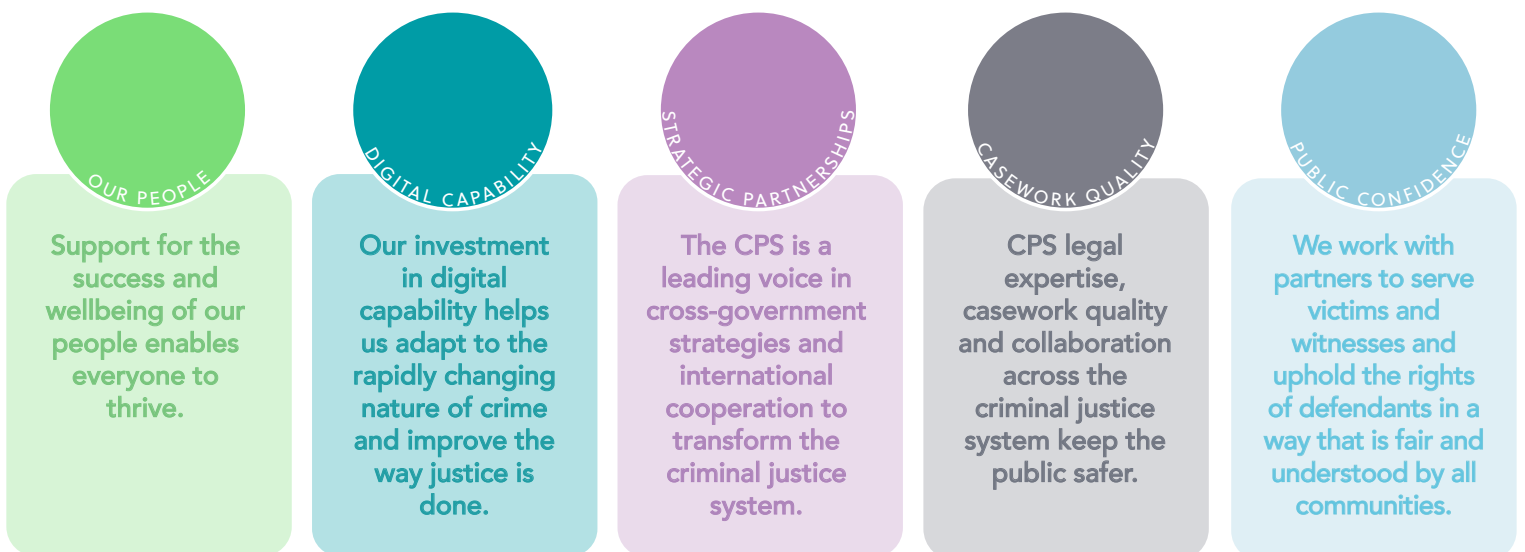 OUR PEOPLE
Support for the
success and
wellbeing of our
people enables
everyone to
thrive.
DIGITAL CAPABILITY
Our investment
in digital
capability helps
us adapt to the
rapidly changing
nature of crime
and improve the
way justice is
done.
STRATEGIC PARTNERSHIPS
The CPS is a
leading voice in
cross-government
strategies and
international
cooperation to
transform the
criminal justice
system.
CASEWORK QUALITY
CPS legal
expertise,
casework quality
and collaboration
across the
criminal justice
system keep the
public safer.
PUBLIC CONFIDENCE
We work with
partners to serve
victims and
witnesses and
uphold the rights
of defendants in a
way that is fair and
understood by all
communities.